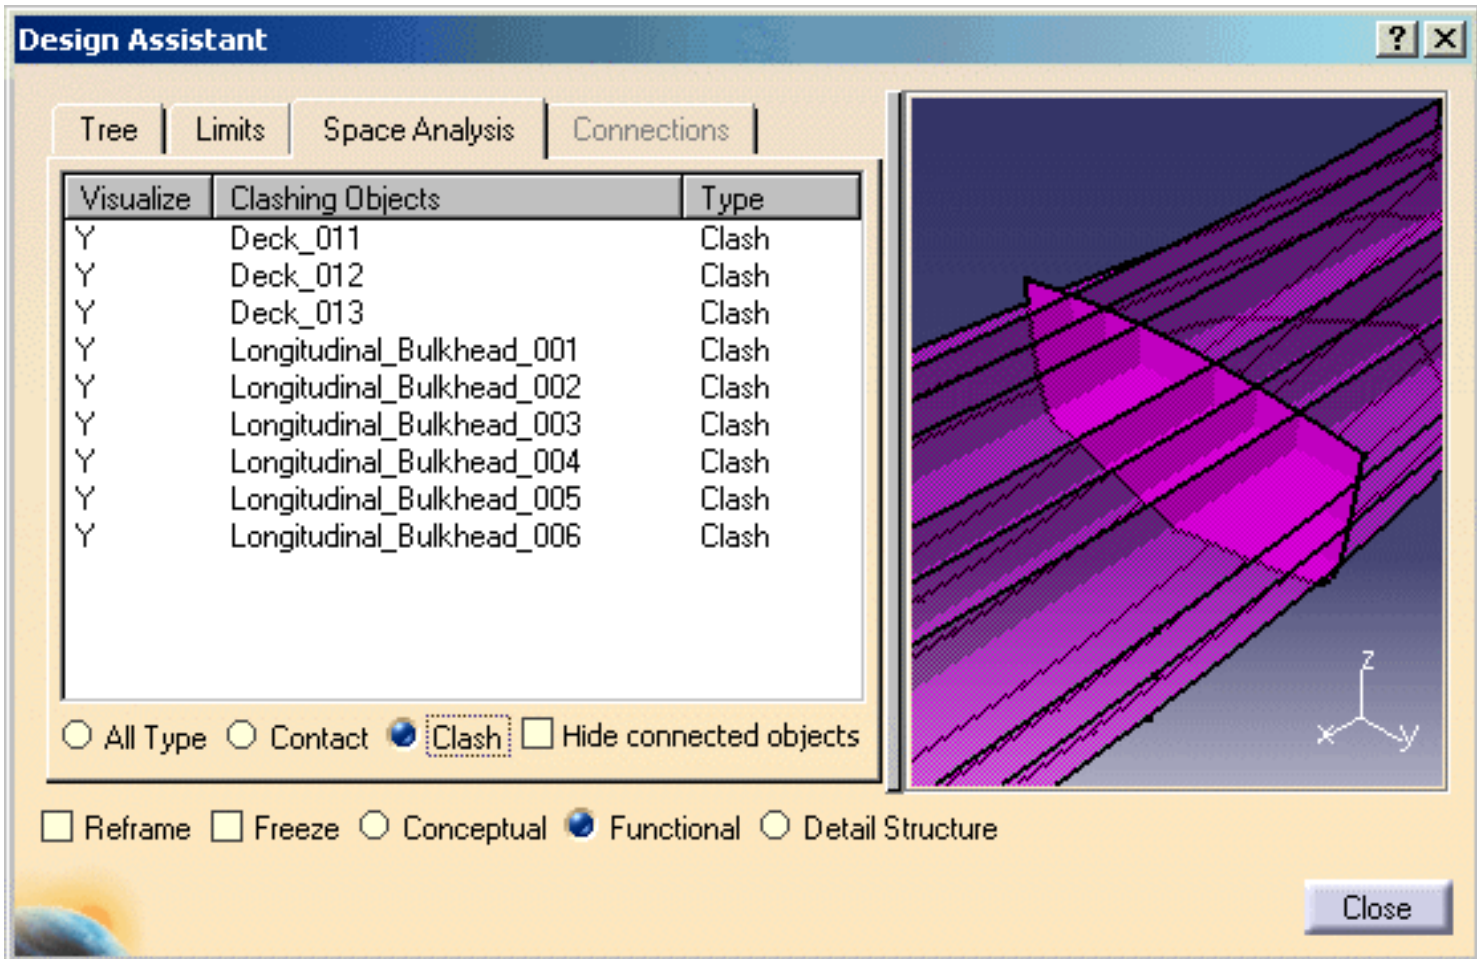 Design Assistant
Tree Limits Space Analysis Connections
Visualize Clashing Objects Type
Y Deck_011 Clash
Y Deck_012 Clash
Y Deck_013 Clash
Y Longitudinal_Bulkhead_001 Clash
Y Longitudinal_Bulkhead_002 Clash
Y Longitudinal_Bulkhead_003 Clash
Y Longitudinal_Bulkhead_004 Clash
Y Longitudinal_Bulkhead_005 Clash
Y Longitudinal_Bulkhead_006 Clash
z
x y
All Type Contact Clash Hide connected objects
Reframe Freeze Conceptual Functional Detail Structure
Close